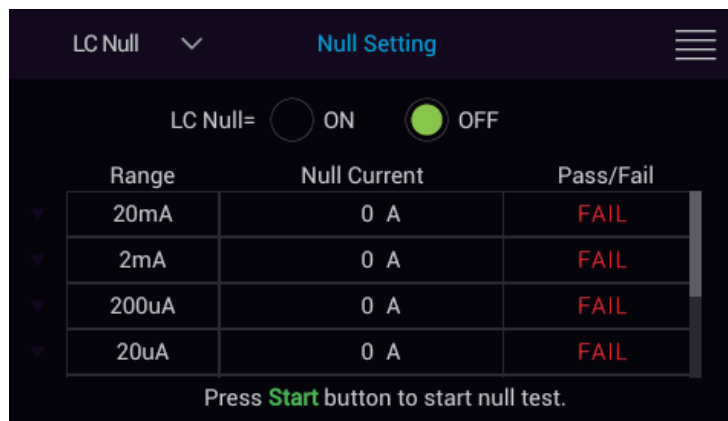 LC Null Null Setting
LC Null= ON OFF
Range Null Current Pass/Fail
20mA 0 A FAIL
2mA 0 A FAIL
200uA 0 A FAIL
20uA 0 A FAIL
Press Start button to start null test.